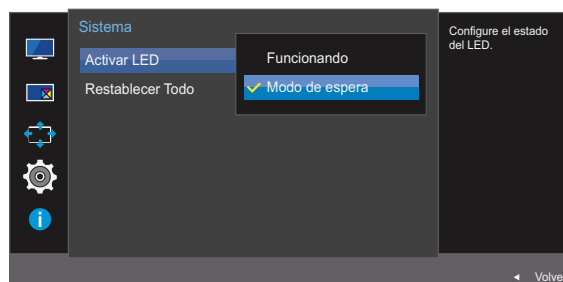 Sistema
Activar LED
Restablecer Todo
Funcionando
Modo de espera
Configure el estado
del LED.
Volve